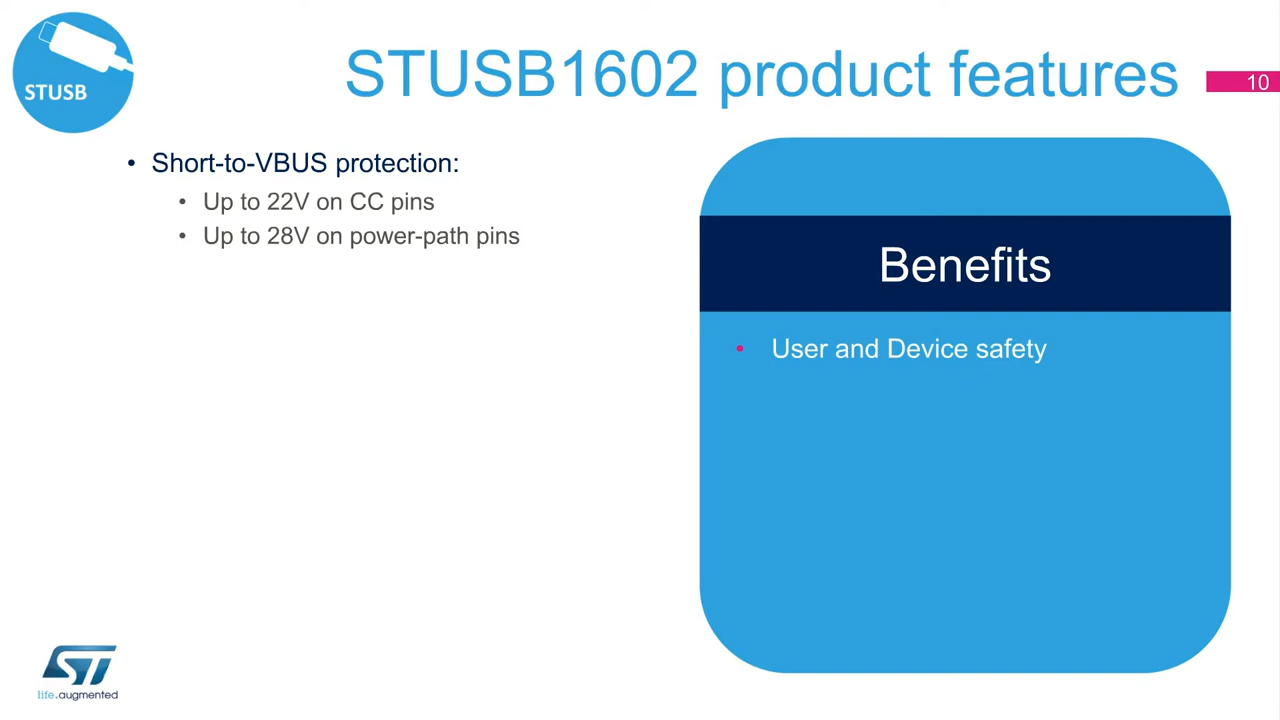 STUSB
STUSB1602 product features
10
• Short-to-VBUS protection:
• Up to 22V on CC pins
• Up to 28V on power-path pins
Benefits
• User and Device safety
ST
life.augmented